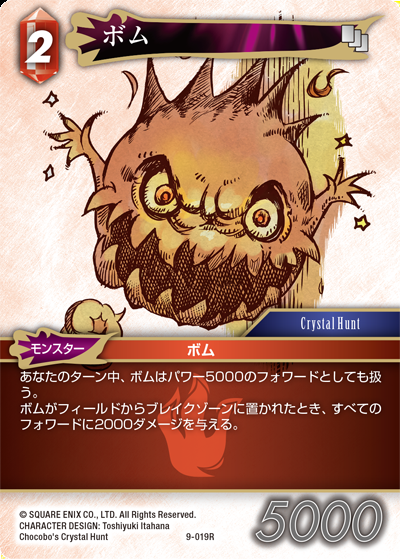 2
ボム
Crystal Hunt
モンスター
ボム
あなたのターン中、ボムはパワー5000のフォワードとしても扱
う。
ボムがフィールドからブレイクゾーンに置かれたとき、すべての
フォワードに2000ダメージを与える。
© SQUARE ENIX CO., LTD. All Rights Reserved.
CHARACTER DESIGN: Toshiyuki Itahana
Chocobo's Crystal Hunt
9-019R
5000